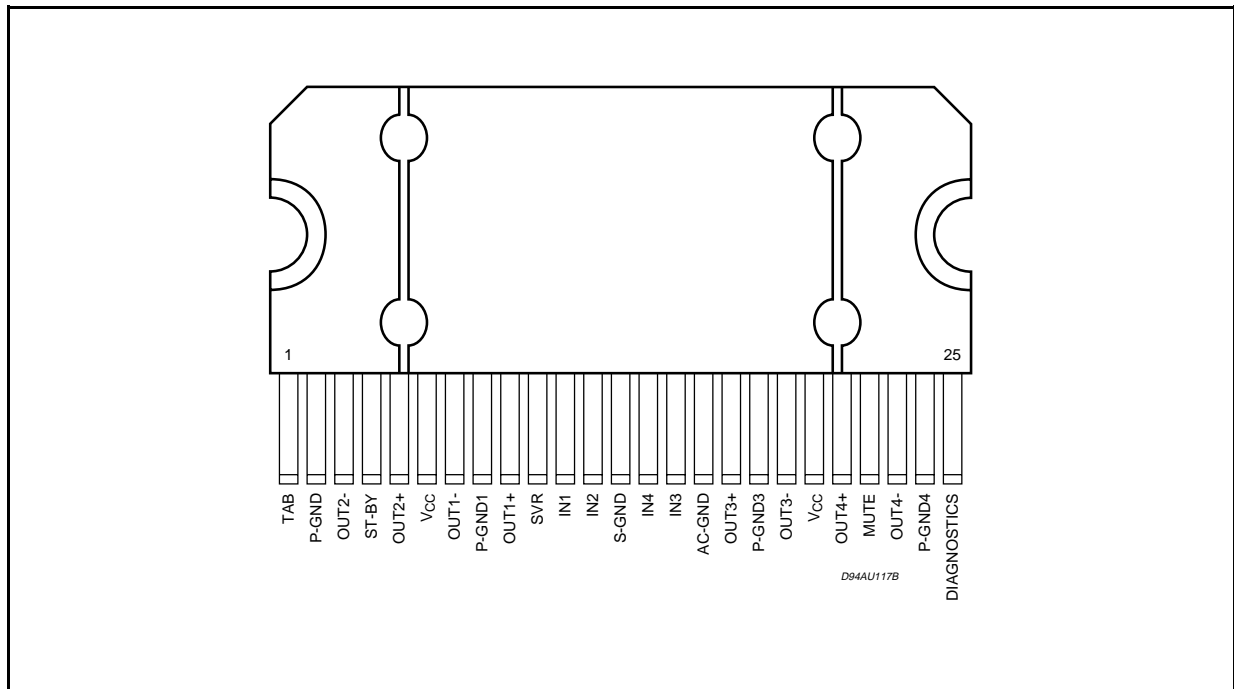 1
25
TAB
P-GND
OUT2-
ST-BY
OUT2+
VCC
OUT1-
P-GND1
OUT1+
SVR
IN1
IN2
S-GND
IN4
IN3
AC-GND
OUT3+
P-GND3
OUT3-
VCC
OUT4+
MUTE
OUT4-
P-GND4
DIAGNOSTICS
D94AU117B